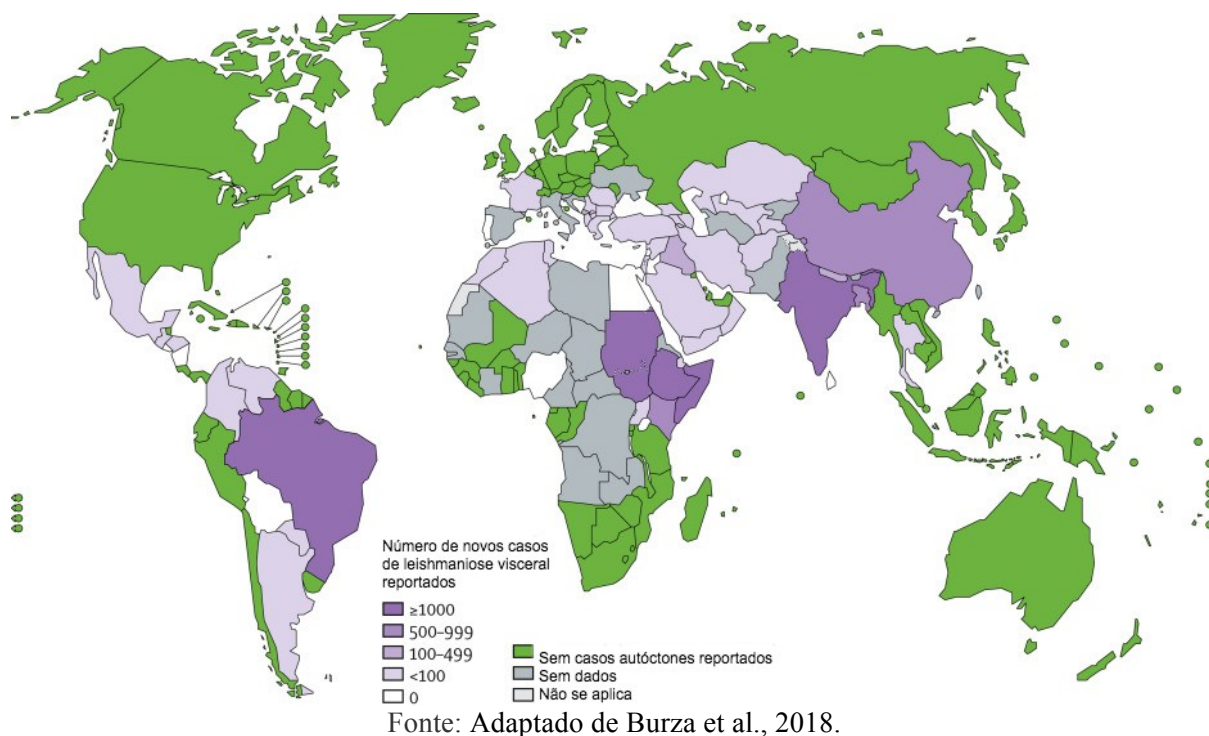 Número de novos casos
de leishmaniose visceral
reportados
≥1000
500–999
100–499
<100
0
Sem casos autóctones reportados
Sem dados
Não se aplica
Fonte: Adaptado de Burza et al., 2018.